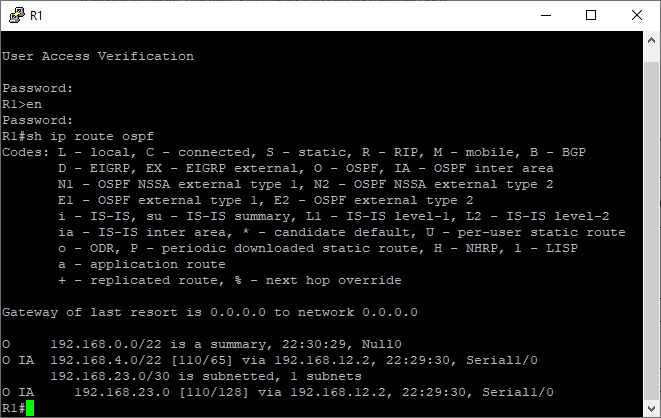 R1
User Access Verification
Password:
R1>en
Password:
R1#sh ip route ospf
Codes: L - local, C - connected, S - static, R - RIP, M - mobile, B - BGP
       D - EIGRP, EX - EIGRP external, O - OSPF, IA - OSPF inter area
       N1 - OSPF NSSA external type 1, N2 - OSPF NSSA external type 2
       E1 - OSPF external type 1, E2 - OSPF external type 2
       i - IS-IS, su - IS-IS summary, L1 - IS-IS level-1, L2 - IS-IS level-2
       ia - IS-IS inter area, * - candidate default, U - per-user static route
       o - ODR, P - periodic downloaded static route, H - NHRP, l - LISP
       a - application route
       + - replicated route, % - next hop override
Gateway of last resort is 0.0.0.0 to network 0.0.0.0
O     192.168.0.0/22 is a summary, 22:30:29, Null0
O IA  192.168.4.0/22 [110/65] via 192.168.12.2, 22:29:30, Serial1/0
      192.168.23.0/30 is subnetted, 1 subnets
O IA     192.168.23.0 [110/128] via 192.168.12.2, 22:29:30, Serial1/0
R1#